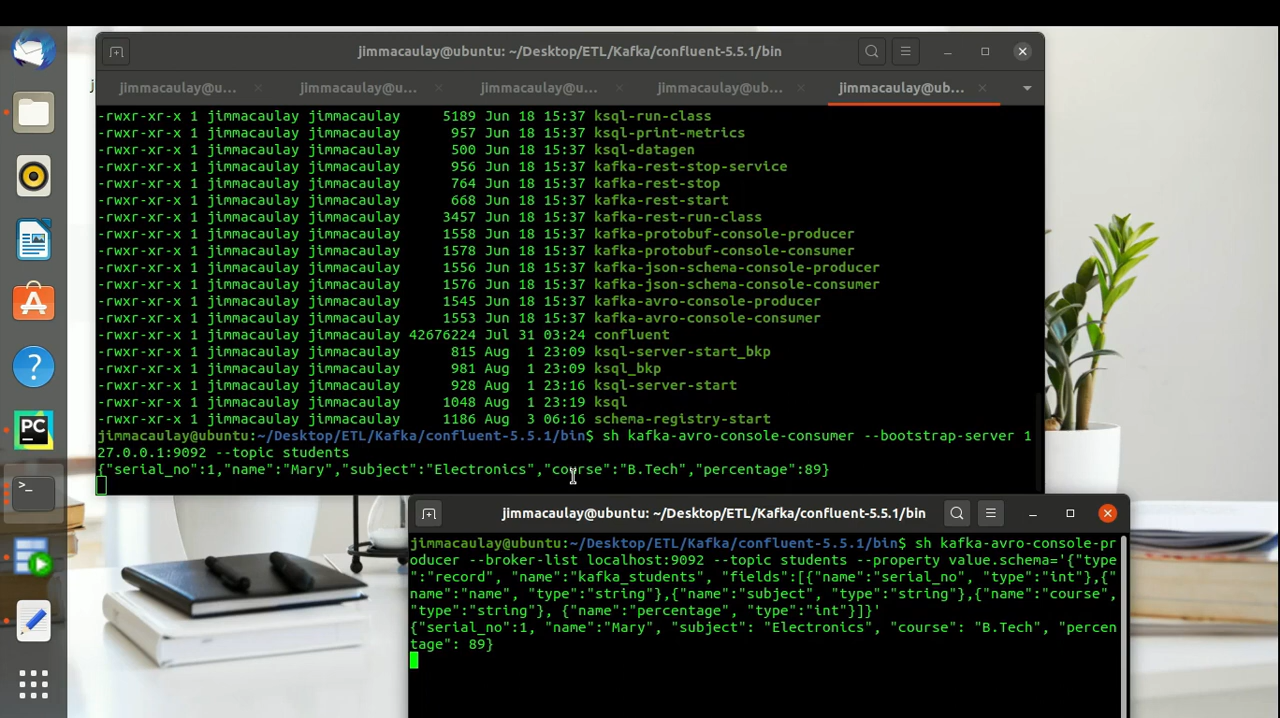 jimmacaulay@ubuntu: ~/Desktop/ETL/Kafka/confluent-5.5.1/bin
jimmacaulay@u... jimmacaulay@u... jimmacaulay@u... jimmacaulay@ub... jimmacaulay@ub...
-rwxr-xr-x 1 jimmacaulay jimmacaulay 5189 Jun 18 15:37 ksql-run-class
-rwxr-xr-x 1 jimmacaulay jimmacaulay 957 Jun 18 15:37 ksql-print-metrics
-rwxr-xr-x 1 jimmacaulay jimmacaulay 500 Jun 18 15:37 ksql-datagen
-rwxr-xr-x 1 jimmacaulay jimmacaulay 956 Jun 18 15:37 kafka-rest-stop-service
-rwxr-xr-x 1 jimmacaulay jimmacaulay 764 Jun 18 15:37 kafka-rest-stop
-rwxr-xr-x 1 jimmacaulay jimmacaulay 668 Jun 18 15:37 kafka-rest-start
-rwxr-xr-x 1 jimmacaulay jimmacaulay 3457 Jun 18 15:37 kafka-rest-run-class
-rwxr-xr-x 1 jimmacaulay jimmacaulay 1558 Jun 18 15:37 kafka-protobuf-console-producer
-rwxr-xr-x 1 jimmacaulay jimmacaulay 1578 Jun 18 15:37 kafka-protobuf-console-consumer
-rwxr-xr-x 1 jimmacaulay jimmacaulay 1556 Jun 18 15:37 kafka-json-schema-console-producer
-rwxr-xr-x 1 jimmacaulay jimmacaulay 1576 Jun 18 15:37 kafka-json-schema-console-consumer
-rwxr-xr-x 1 jimmacaulay jimmacaulay 1545 Jun 18 15:37 kafka-avro-console-producer
-rwxr-xr-x 1 jimmacaulay jimmacaulay 1553 Jun 18 15:37 kafka-avro-console-consumer
-rwxr-xr-x 1 jimmacaulay jimmacaulay 42676224 Jul 31 03:24 confluent
-rwxr-xr-x 1 jimmacaulay jimmacaulay 815 Aug 1 23:09 ksql-server-start_bkp
-rwxr-xr-x 1 jimmacaulay jimmacaulay 981 Aug 1 23:09 ksql_bkp
-rwxr-xr-x 1 jimmacaulay jimmacaulay 928 Aug 1 23:16 ksql-server-start
-rwxr-xr-x 1 jimmacaulay jimmacaulay 1048 Aug 1 23:19 ksql
-rwxr-xr-x 1 jimmacaulay jimmacaulay 1186 Aug 3 06:16 schema-registry-start
jimmacaulay@ubuntu:~/Desktop/ETL/Kafka/confluent-5.5.1/bin$ sh kafka-avro-console-consumer --bootstrap-server 1
27.0.0.1:9092 --topic students
{"serial_no":1,"name":"Mary","subject":"Electronics","course":"B.Tech","percentage":89}
jimmacaulay@ubuntu: ~/Desktop/ETL/Kafka/confluent-5.5.1/bin
jimmacaulay@ubuntu:~/Desktop/ETL/Kafka/confluent-5.5.1/bin$ sh kafka-avro-console-pr
oducer --broker-list localhost:9092 --topic students --property value.schema='{"type
":"record", "name":"kafka_students", "fields":[{"name":"serial_no", "type":"int"},{"
"name":"name", "type":"string"},{"name":"subject", "type":"string"},{"name":"course",
"type":"string"}, {"name":"percentage", "type":"int"}]}'
{"serial_no":1, "name":"Mary", "subject": "Electronics", "course": "B.Tech", "percen
tage": 89}
PC